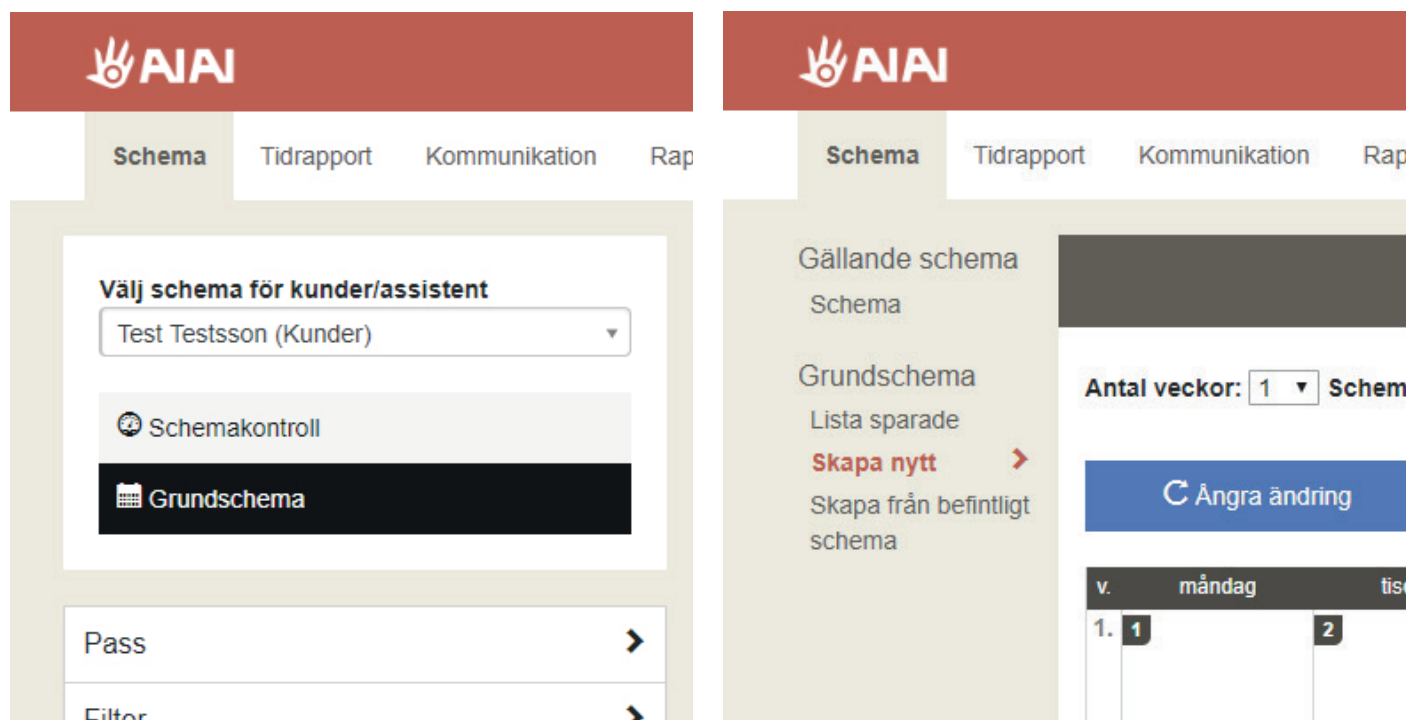 AIAI
Schema Tidrapport Kommunikation Rap
Välj schema för kunder/assistent
Test Testsson (Kunder)
Schemakontroll
Grundschema
Pass
Filter
AIAI
Schema Tidrapport Kommunikation Rap
Gällande schema
Schema
Grundschema
Lista sparade
Skapa nytt
Skapa från befintligt
schema
Antal veckor: 1 Schem
Ångra ändring
v. måndag tis
1. 1 2